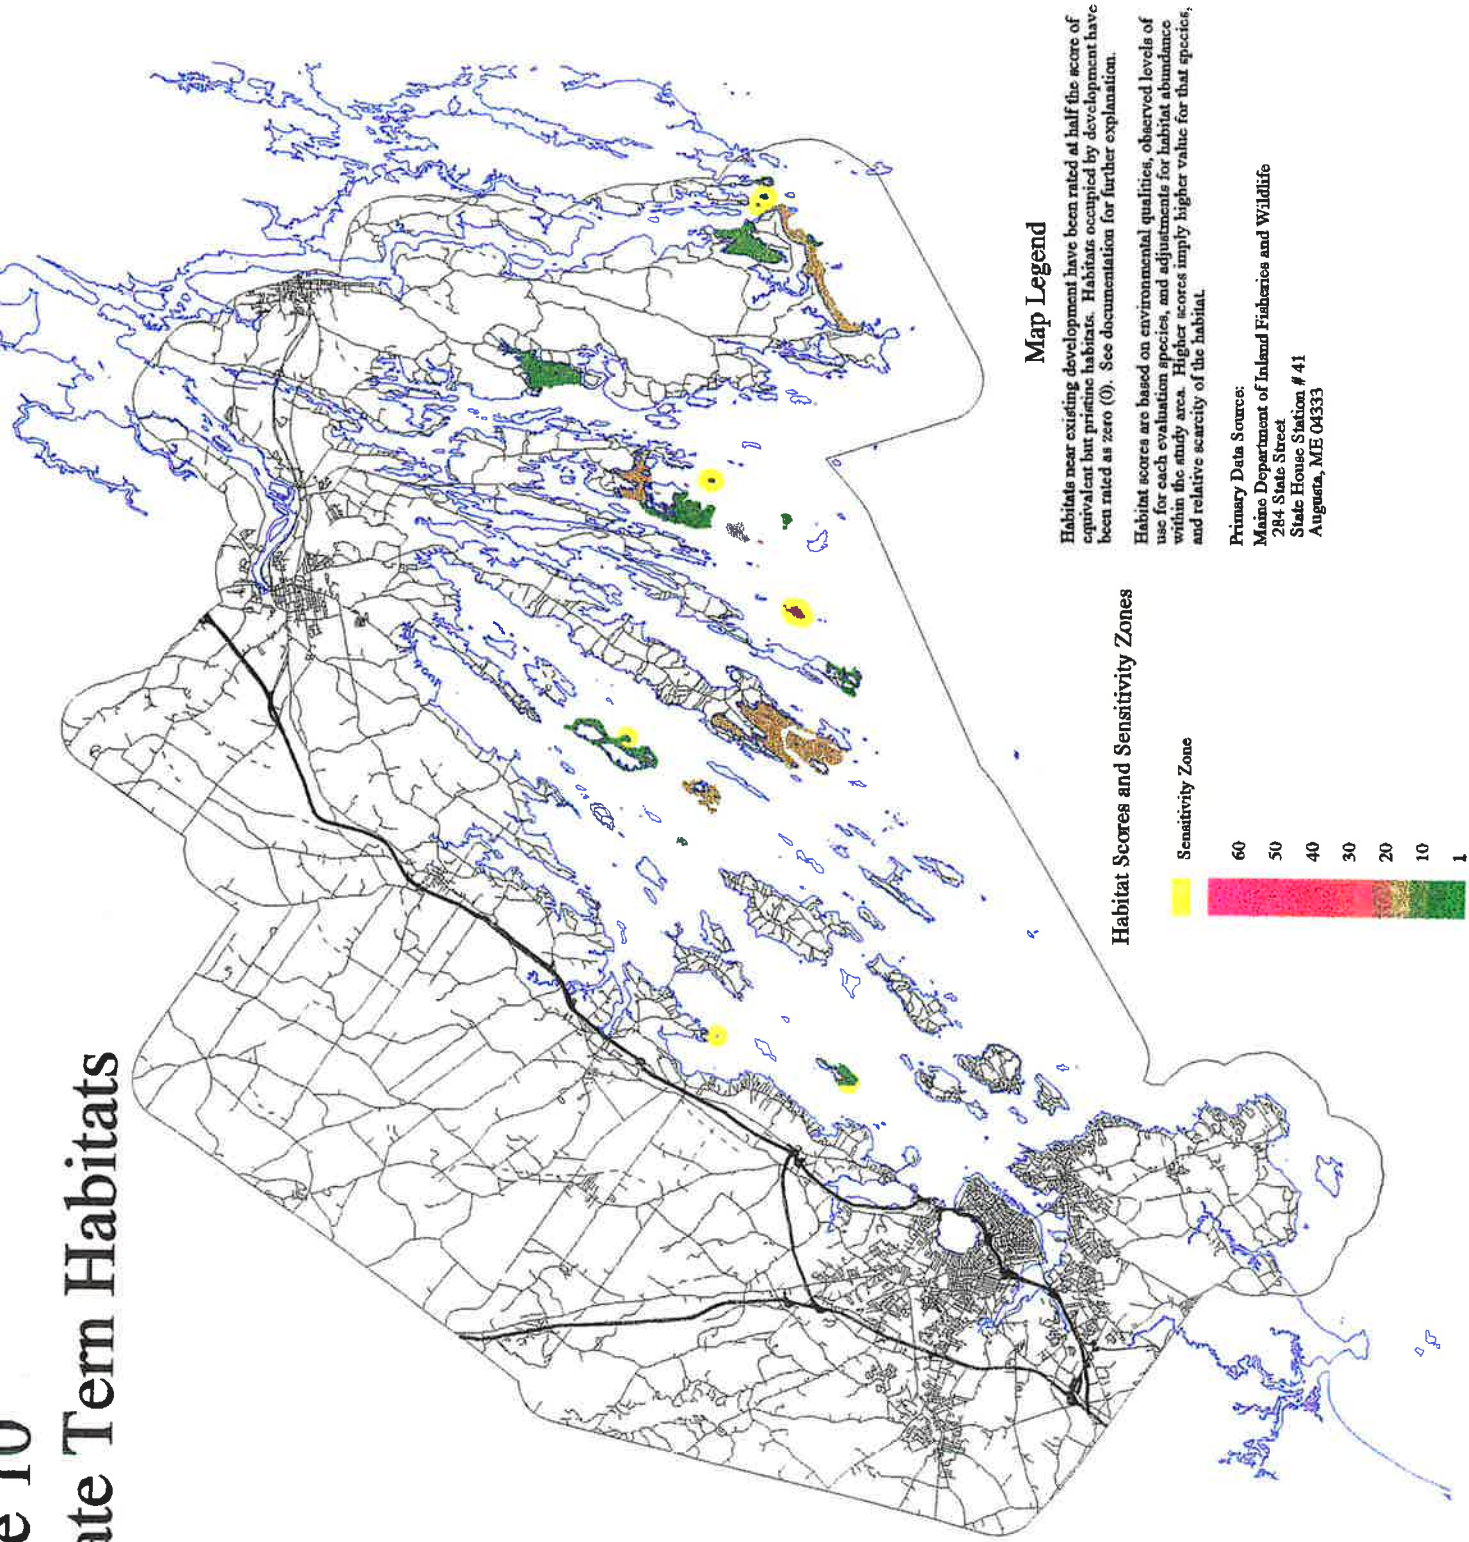 e 10
ate Tern Habitats
Map Legend
Habitats near existing development have been rated at half the score of
equivalent but pristine habitats. Habitats occupied by development have
been rated as zero (0). See documentation for further explanation.
Habitat scores are based on environmental qualities, observed levels of
use for each evaluation species, and adjustments for habitat abundance
within the study area. Higher scores imply higher value for that species,
and relative scarcity of the habitat.
Primary Data Source:
Maine Department of Inland Fisheries and Wildlife
284 State Street
State House Station #41
Augusta, ME 04333
Habitat Scores and Sensitivity Zones
Sensitivity Zone
60
50
40
30
20
10
1